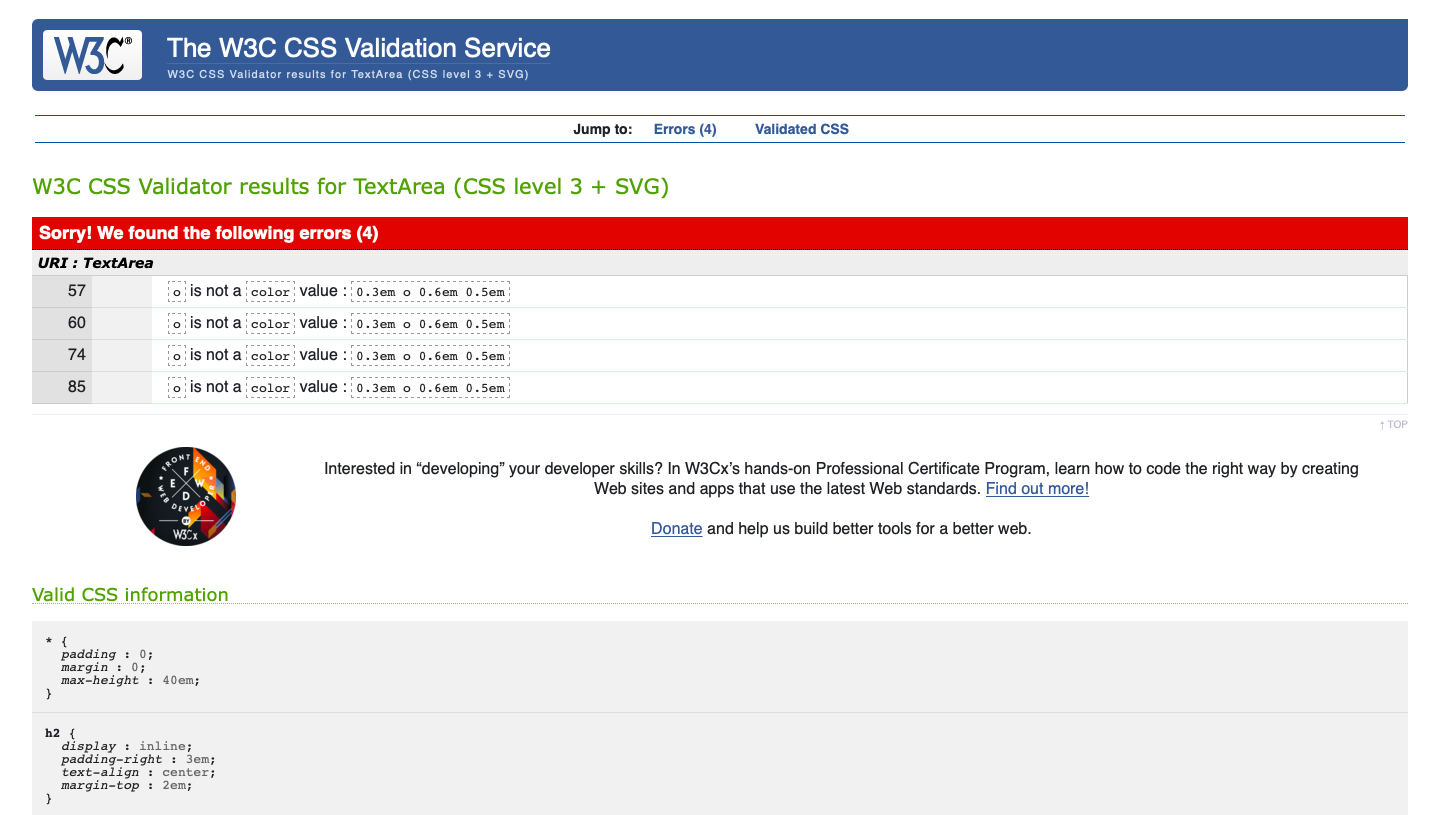 W3C®
The W3C CSS Validation Service
W3C CSS Validator results for TextArea (CSS level 3 + SVG)
Jump to: Errors (4) Validated CSS
W3C CSS Validator results for TextArea (CSS level 3 + SVG)
Sorry! We found the following errors (4)
URI : TextArea
57 o is not a color value : 0.3em o 0.6em 0.5em
60 o is not a color value : 0.3em o 0.6em 0.5em
74 o is not a color value : 0.3em o 0.6em 0.5em
85 o is not a color value : 0.3em o 0.6em 0.5em
↑ TOP
FRONT END
F
E W
D
WEB DEVELOPER
BY
W3Cx
Interested in “developing” your developer skills? In W3Cx’s hands-on Professional Certificate Program, learn how to code the right way by creating
Web sites and apps that use the latest Web standards. Find out more!
Donate and help us build better tools for a better web.
Valid CSS information
* {
padding : 0;
margin : 0;
max-height : 40em;
}
h2 {
display : inline;
padding-right : 3em;
text-align : center;
margin-top : 2em;
}